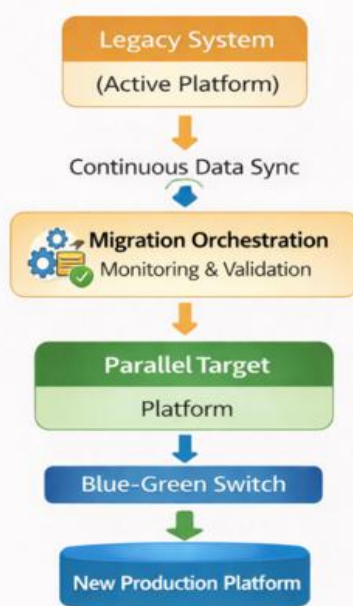 Legacy System
(Active Platform)
Continuous Data Sync
Migration Orchestration
Monitoring & Validation
Parallel Target
Platform
Blue-Green Switch
New Production Platform